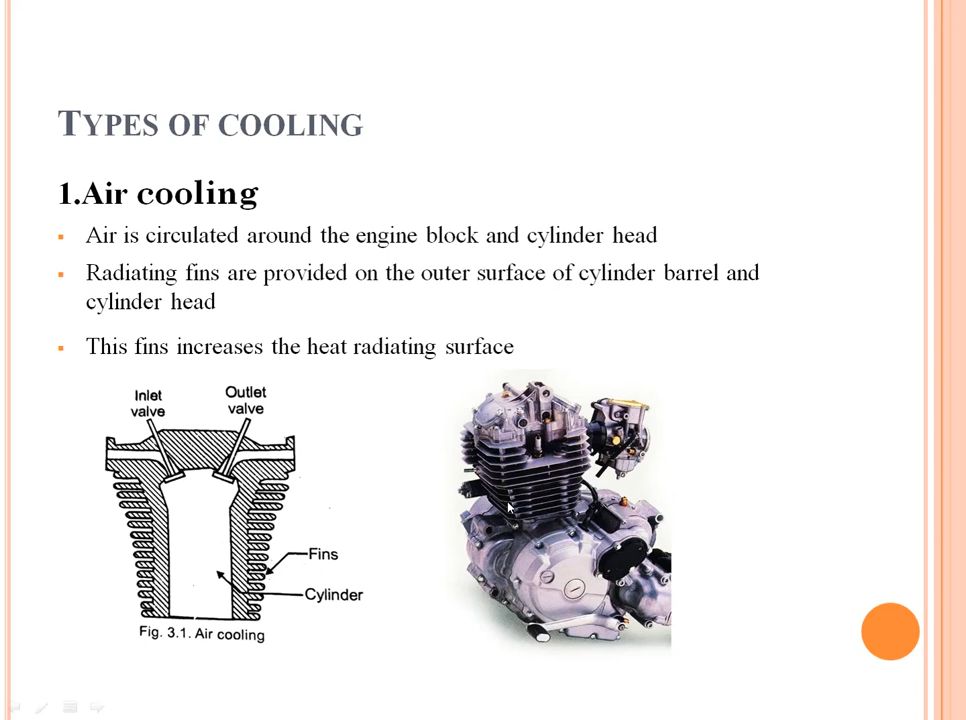 TYPES OF COOLING
1.Air cooling
▪ Air is circulated around the engine block and cylinder head
▪ Radiating fins are provided on the outer surface of cylinder barrel and
cylinder head
▪ This fins increases the heat radiating surface
Inlet
valve
Outlet
valve
Fins
Cylinder
Fig. 3.1. Air cooling